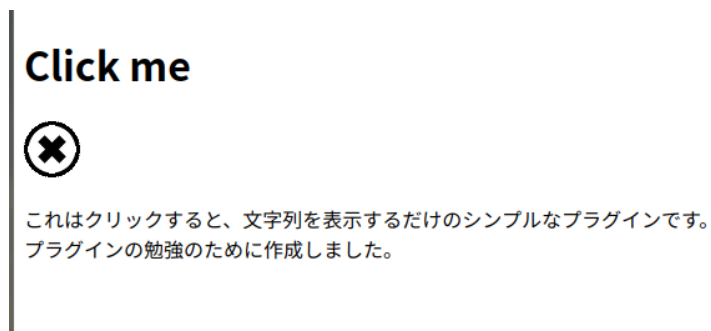 Click me
これはクリックすると、文字列を表示するだけのシンプルなプラグインです。
プラグインの勉強のために作成しました。